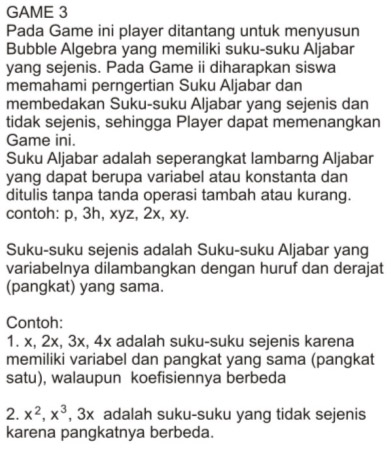 GAME 3
Pada Game ini player ditantang untuk menyusun
Bubble Algebra yang memiliki suku-suku Aljabar
yang sejenis. Pada Game ii diharapkan siswa
memahami perngertian Suku Aljabar dan
membedakan Suku-suku Aljabar yang sejenis dan
tidak sejenis, sehingga Player dapat memenangkan
Game ini.
Suku Aljabar adalah seperangkat lambarng Aljabar
yang dapat berupa variabel atau konstanta dan
ditulis tanpa tanda operasi tambah atau kurang.
contoh: p, 3h, xyz, 2x, xy.
Suku-suku sejenis adalah Suku-suku Aljabar yang
variabelnya dilambangkan dengan huruf dan derajat
(pangkat) yang sama.
Contoh:
1. x, 2x, 3x, 4x adalah suku-suku sejenis karena
memiliki variabel dan pangkat yang sama (pangkat
satu), walaupun koefisiennya berbeda
2. x², x³, 3x adalah suku-suku yang tidak sejenis
karena pangkatnya berbeda.